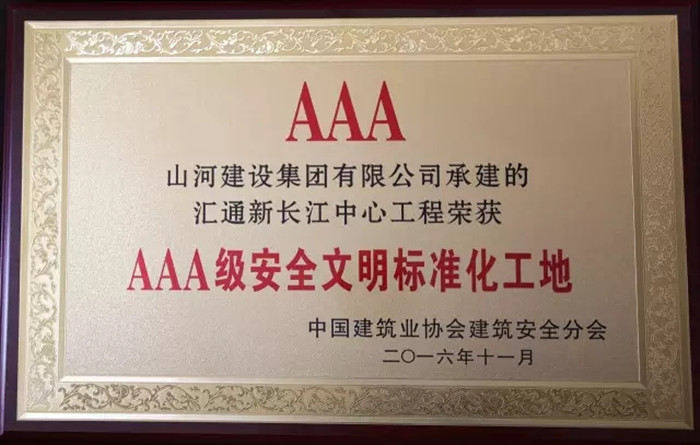 AAA
山河建设集团有限公司承建的
汇通新长江中心工程荣获
AAA级安全文明标准化工地
中国建筑业协会建筑安全分会
二〇一六年十一月